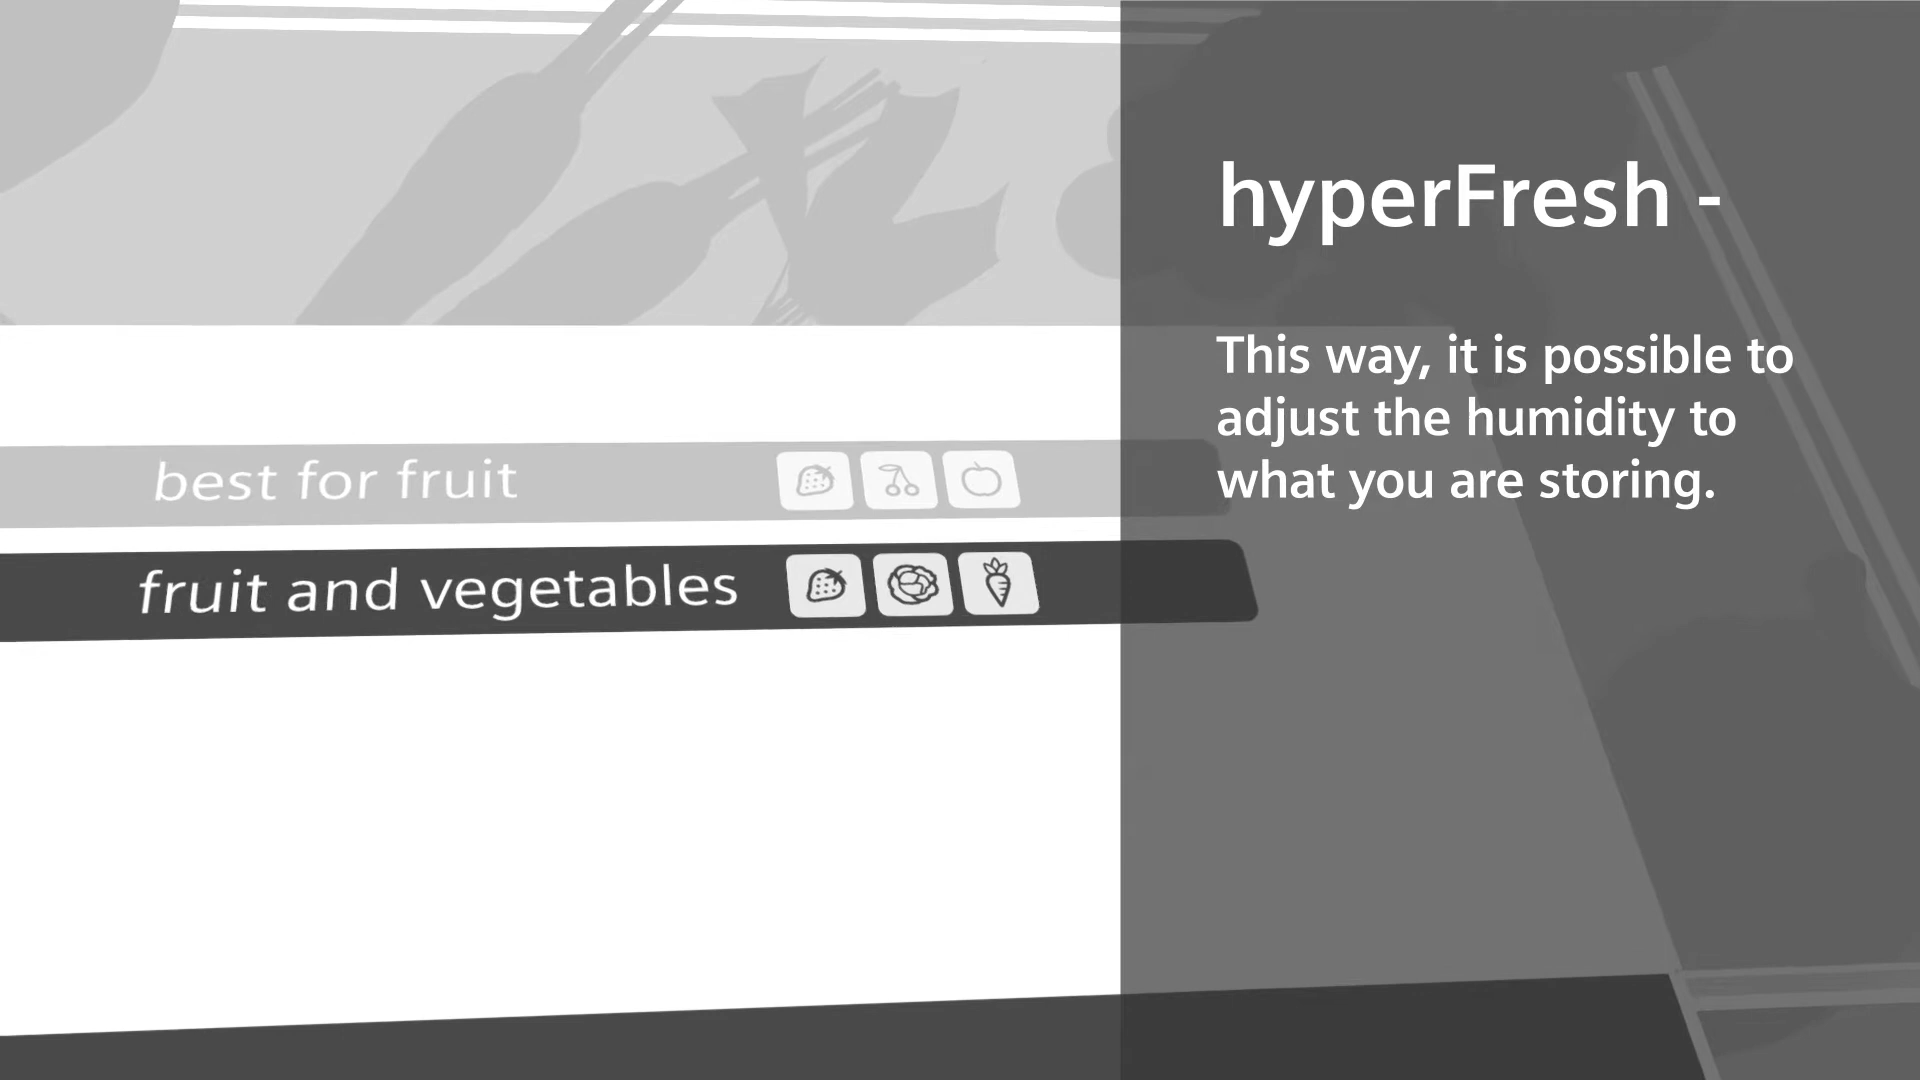 hyperFresh -
This way, it is possible to
adjust the humidity to
what you are storing.
best for fruit
fruit and vegetables